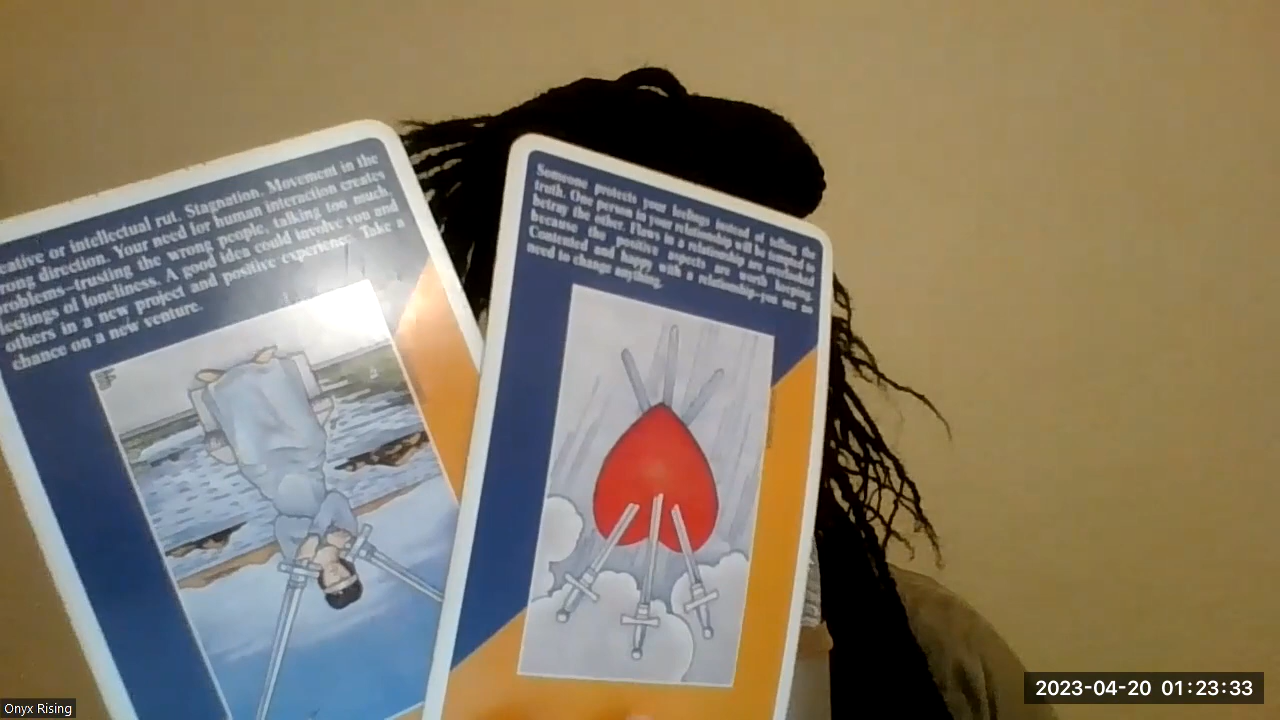 eative or intellectual rut. Stagnation. Movement in the
rong direction. Your need for human interaction creates
problems—trusting the wrong people, talking too much,
feelings of loneliness. A good idea could involve you and
others in a new project and positive experience. Take a
chance on a new venture.
Someone protects your feelings instead of telling the
truth. One person in your relationship will be tempted to
betray the other. Flaws in a relationship are overlooked
because the positive aspects are worth keeping.
Contented and happy with a relationship—you see no
need to change anything.
Onyx Rising
2023-04-20 01:23:33